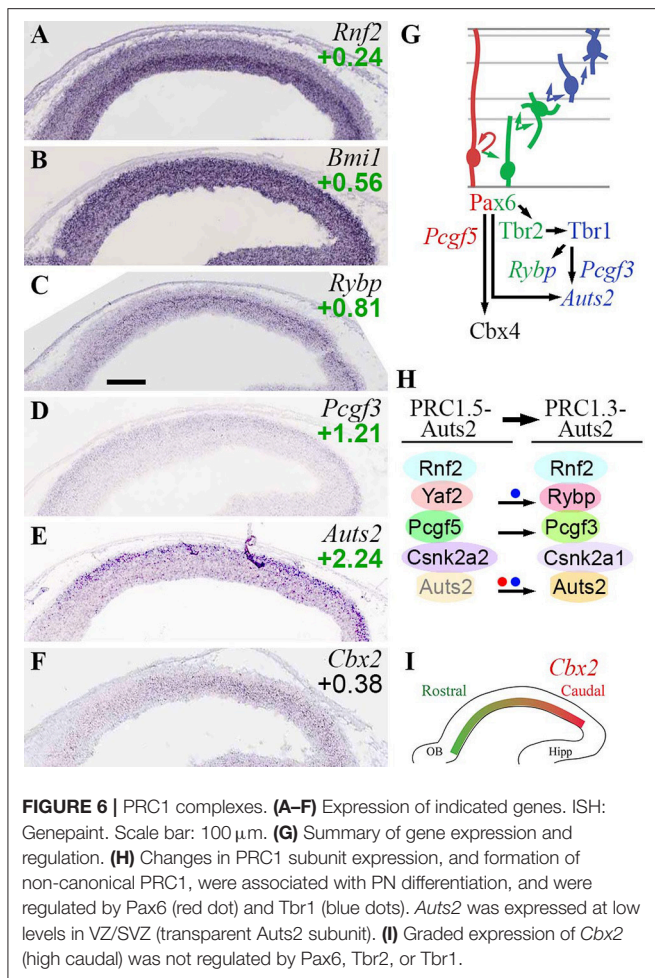 A
Rnf2
+0.24
B
Bmi1
+0.56
C
Rybp
+0.81
D
Pcgf3
+1.21
E
Auts2
+2.24
F
Cbx2
+0.38
G
Pax6
Pcgf5
Tbr2
Tbr1
Rybp
Pcgf3
Auts2
Cbx4
H
PRC1.5-
Auts2
PRC1.3-
Auts2
Rnf2
Rnf2
Yaf2
Rybp
Pcgf5
Pcgf3
Csnk2a2
Csnk2a1
Auts2
Auts2
I
Cbx2
Rostral
Caudal
OB
Hipp
FIGURE 6 | PRC1 complexes. (A–F) Expression of indicated genes. ISH:
Genepaint. Scale bar: 100 μm. (G) Summary of gene expression and
regulation. (H) Changes in PRC1 subunit expression, and formation of
non-canonical PRC1, were associated with PN differentiation, and were
regulated by Pax6 (red dot) and Tbr1 (blue dots). Auts2 was expressed at low
levels in VZ/SVZ (transparent Auts2 subunit). (I) Graded expression of Cbx2
(high caudal) was not regulated by Pax6, Tbr2, or Tbr1.